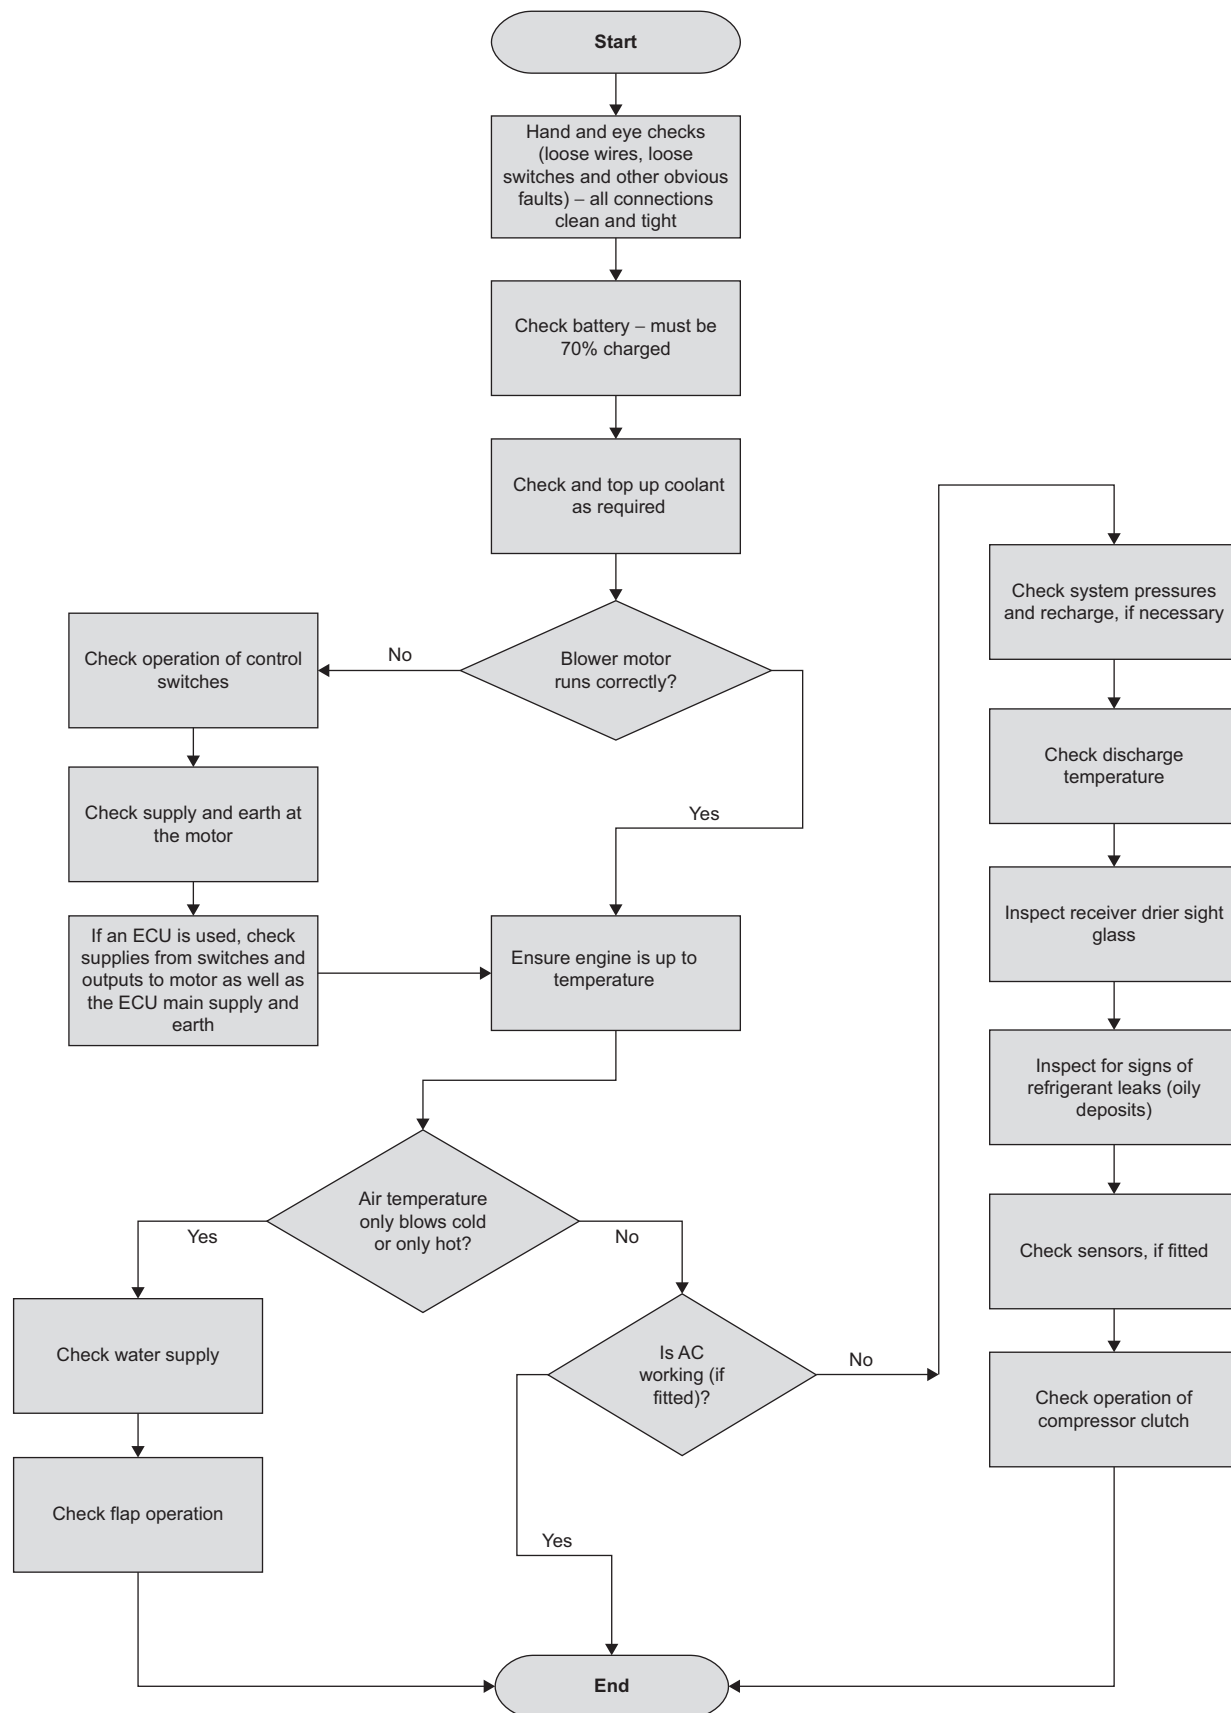 Start
Hand and eye checks
(loose wires, loose
switches and other obvious
faults) – all connections
clean and tight
Check battery – must be
70% charged
Check and top up coolant
as required
Blower motor
runs correctly?
No
Check operation of control
switches
Check supply and earth at
the motor
If an ECU is used, check
supplies from switches and
outputs to motor as well as
the ECU main supply and
earth
Yes
Ensure engine is up to
temperature
Air temperature
only blows cold
or only hot?
Yes
Check water supply
Check flap operation
No
Is AC
working (if
fitted)?
Yes
No
Check system pressures
and recharge, if necessary
Check discharge
temperature
Inspect receiver drier sight
glass
Inspect for signs of
refrigerant leaks (oily
deposits)
Check sensors, if fitted
Check operation of
compressor clutch
End